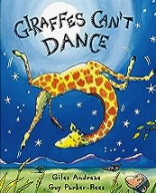 GIRAFFES CAN'T
DANCE
Giles Andreae
Guy Parker-Rees